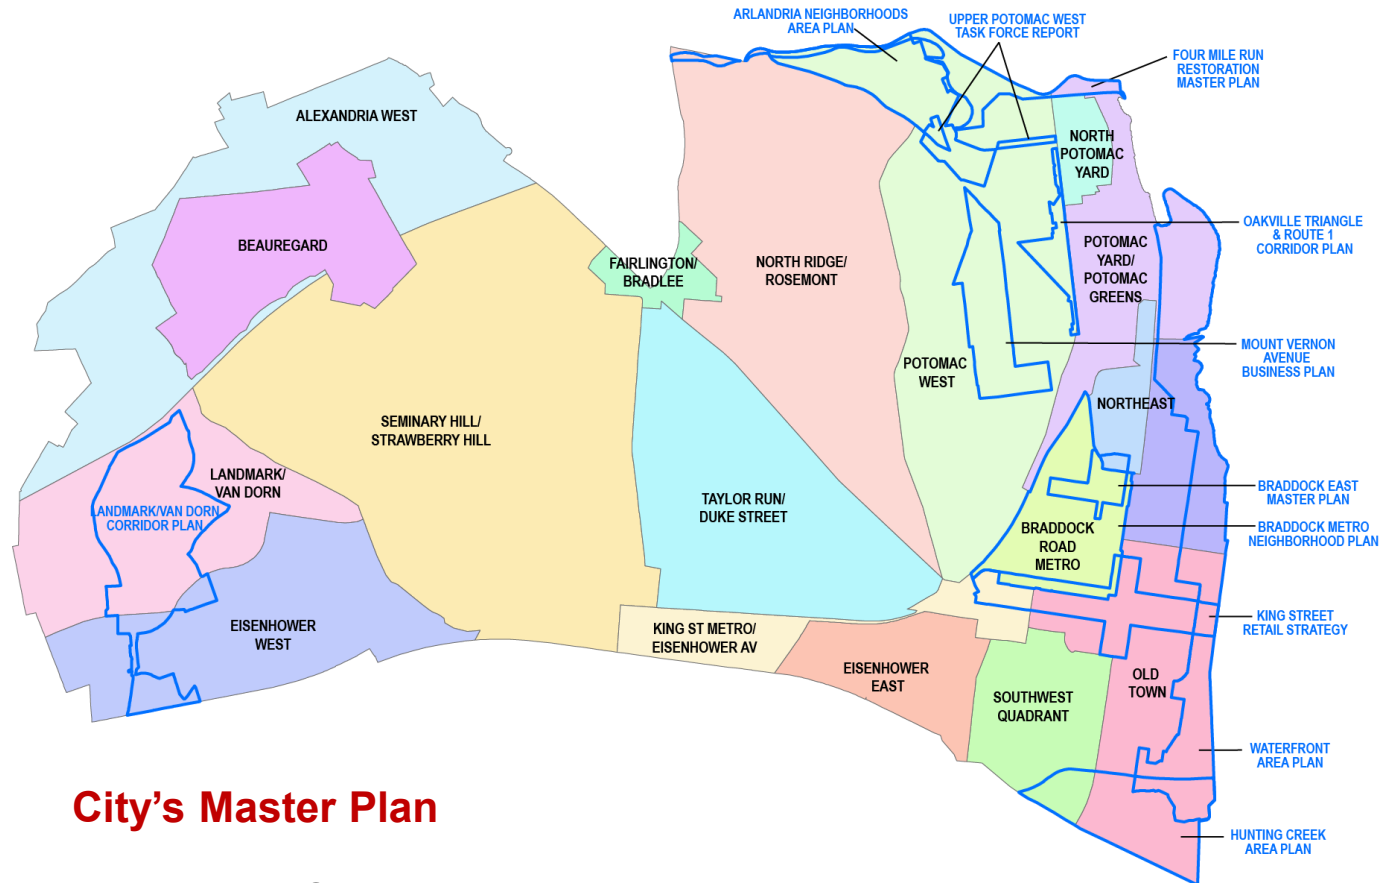 ARLANDRIA NEIGHBORHOODS
AREA PLAN
UPPER POTOMAC WEST
TASK FORCE REPORT
FOUR MILE RUN
RESTORATION
MASTER PLAN
ALEXANDRIA WEST
NORTH
POTOMAC
YARD
BEAUREGARD
FAIRLINGTON/
BRADLEE
NORTH RIDGE/
ROSEMONT
POTOMAC
YARD/
POTOMAC
GREENS
OAKVILLE TRIANGLE
& ROUTE 1
CORRIDOR PLAN
MOUNT VERNON
AVENUE
BUSINESS PLAN
POTOMAC
WEST
NORTHEAST
SEMINARY HILL/
STRAWBERRY HILL
LANDMARK/
VAN DORN
LANDMARK/VAN DORN
CORRIDOR PLAN
TAYLOR RUN/
DUKE STREET
BRADDOCK EAST
MASTER PLAN
BRADDOCK
ROAD
METRO
BRADDOCK METRO
NEIGHBORHOOD PLAN
EISENHOWER
WEST
KING ST METRO/
EISENHOWER AV
KING STREET
RETAIL STRATEGY
EISENHOWER
EAST
SOUTHWEST
QUADRANT
OLD
TOWN
WATERFRONT
AREA PLAN
City’s Master Plan
HUNTING CREEK
AREA PLAN